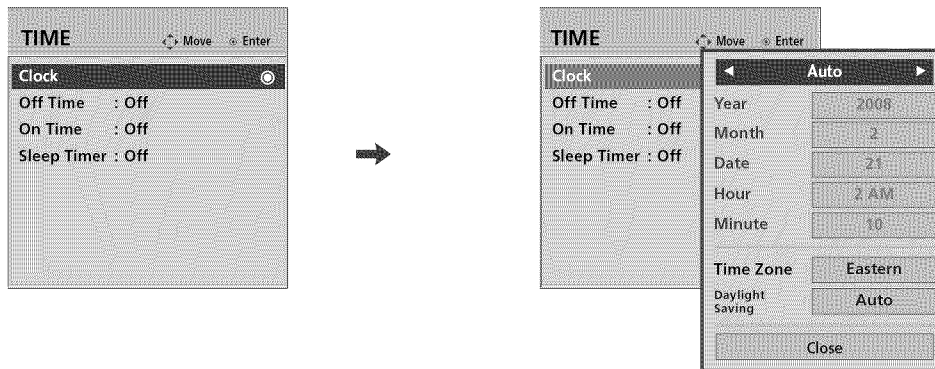 TIME
Move Enter
Clock
Off Time : Off
On Time : Off
Sleep Timer : Off
TIME
Move Enter
Clock
Off Time : Off
On Time : Off
Sleep Timer : Off
Auto
Year 2008
Month 2
Date 21
Hour 2 AM
Minute 10
Time Zone Eastern
Daylight
Saving Auto
Close